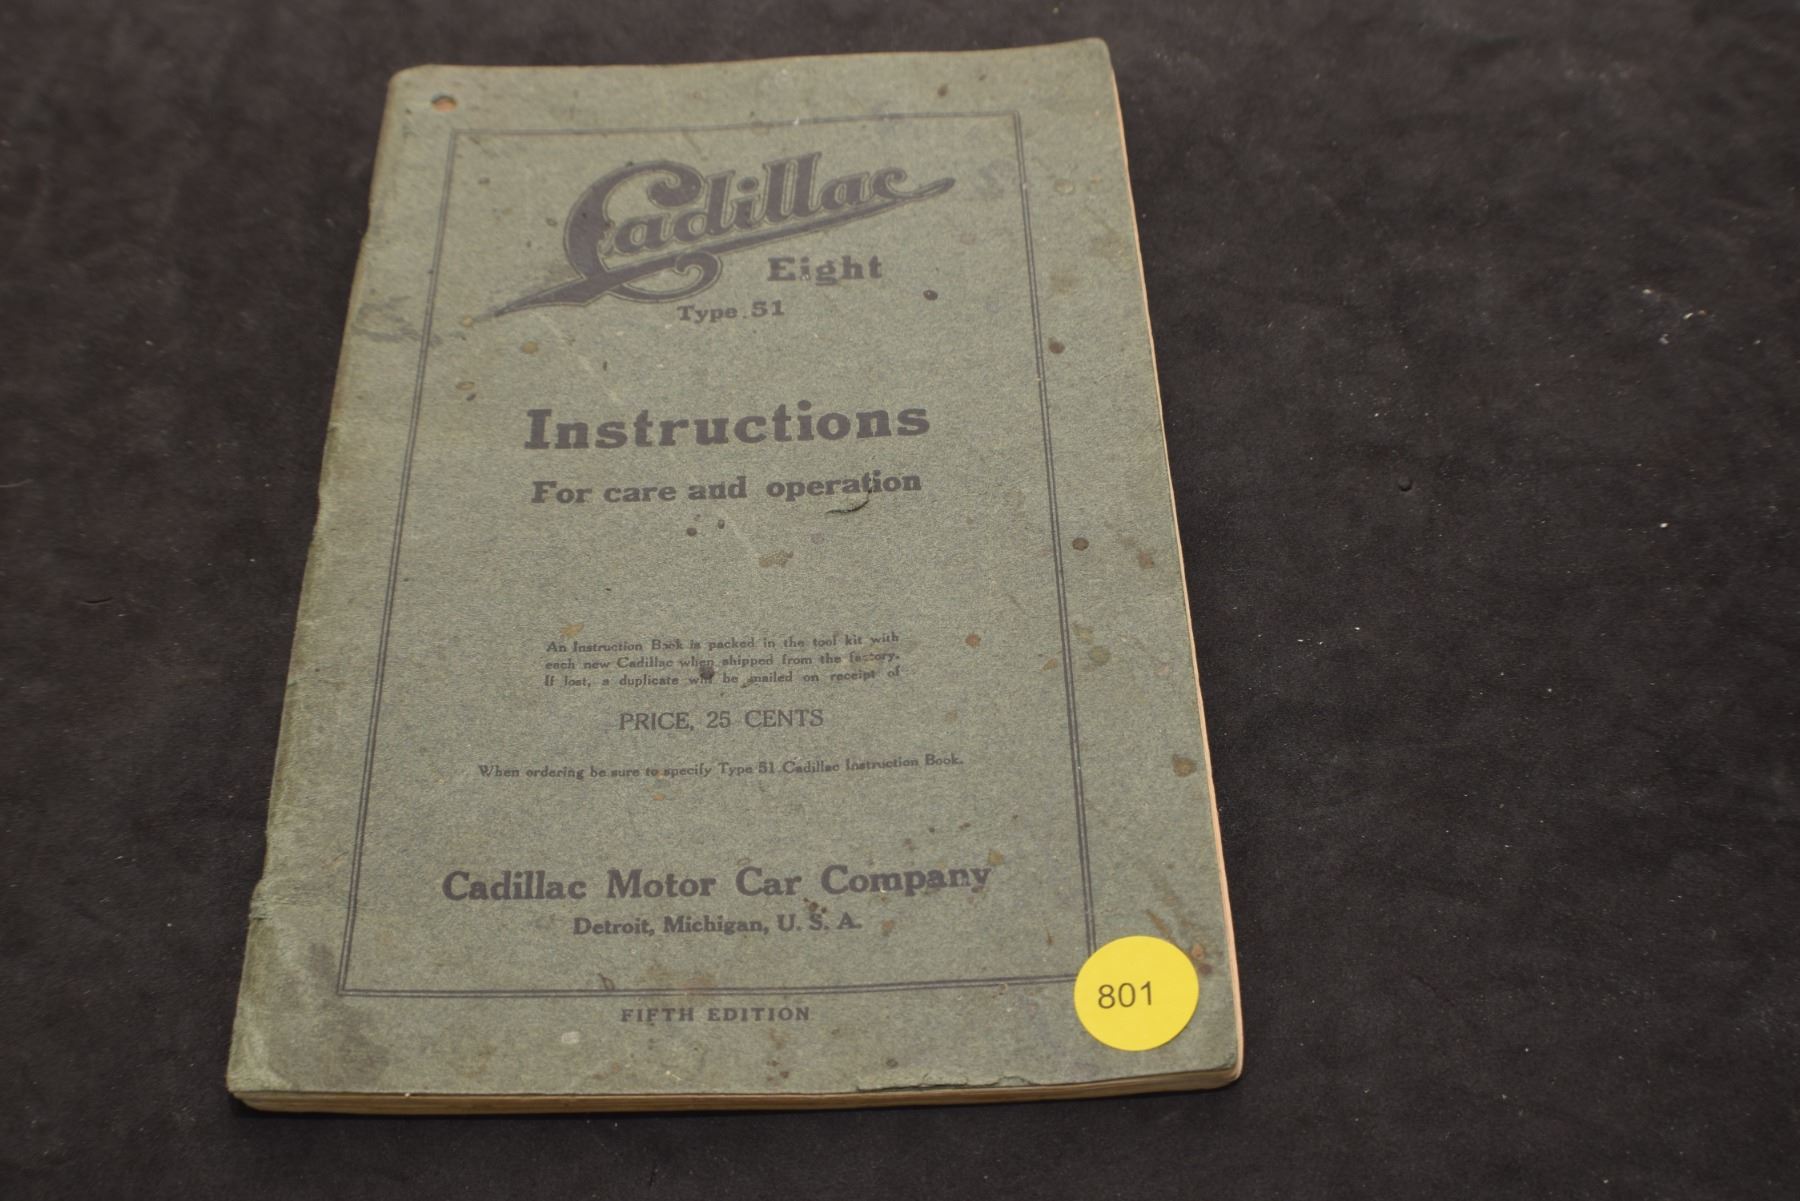 Cadillac
Eight
Type 51
Instructions
For care and operation
An Instruction Book is packed in the tool kit with
each new Cadillac when shipped from the factory.
If lost, a duplicate will be mailed on receipt of
PRICE, 25 CENTS
When ordering be sure to specify Type 51 Cadillac Instruction Book.
Cadillac Motor Car Company
Detroit, Michigan, U. S. A.
FIFTH EDITION
801